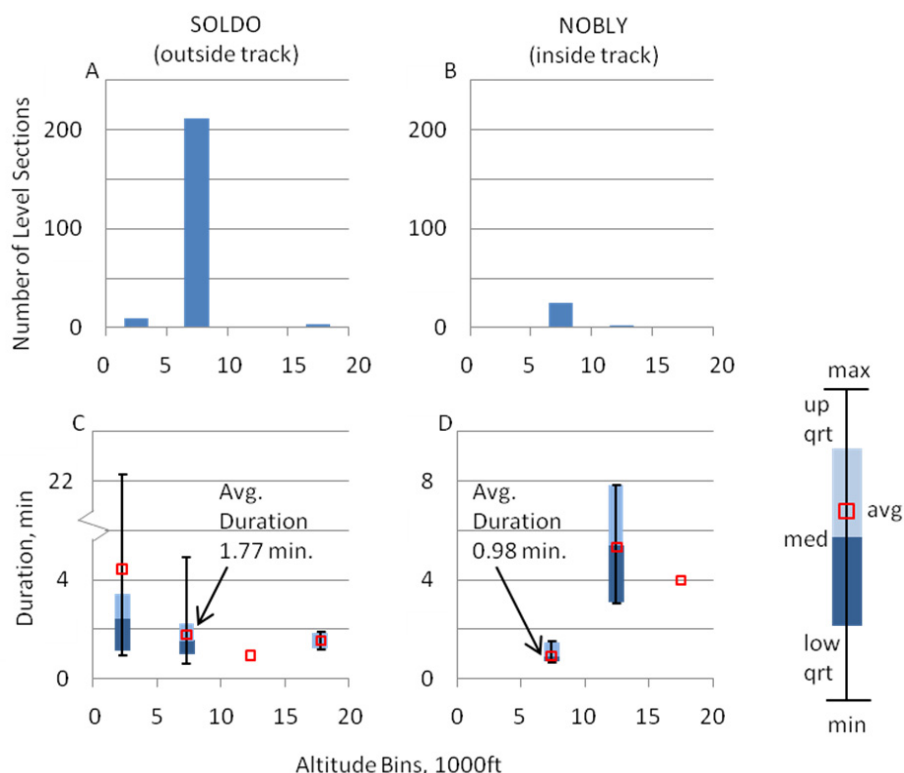 SOLDO
(outside track)
NOBLY
(inside track)
A
B
Number of Level Sections
200
100
0
0 5 10 15 20
200
100
0
0 5 10 15 20
C
D
Duration, min
22
4
0
Avg.
Duration
1.77 min.
0 5 10 15 20
8
4
0
Avg.
Duration
0.98 min.
0 5 10 15 20
Altitude Bins, 1000ft
max
up
qrt
avg
med
low
qrt
min